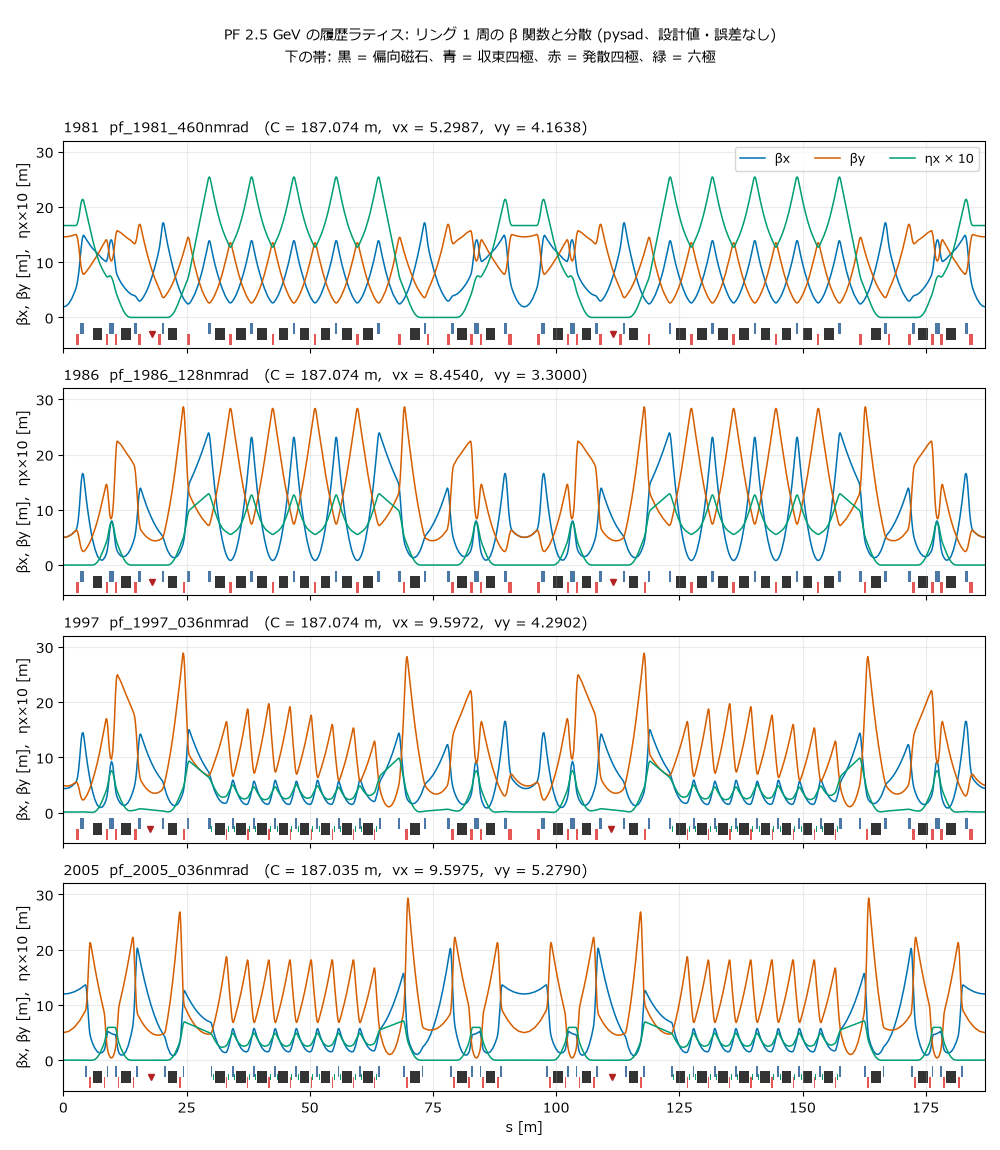 PF 2.5 GeV の履歴ラティス: リング 1 周の β 関数と分散 (pysad、設計値・誤差なし)
下の帯: 黒 = 偏向磁石、青 = 収束四極、赤 = 発散四極、緑 = 六極
1981  pf_1981_460nmrad   (C = 187.074 m,  νx = 5.2987,  νy = 4.1638)
βx, βy [m],  ηx×10 [m]
30
20
10
0
βx
βy
ηx × 10
1986  pf_1986_128nmrad   (C = 187.074 m,  νx = 8.4540,  νy = 3.3000)
βx, βy [m],  ηx×10 [m]
30
20
10
0
1997  pf_1997_036nmrad   (C = 187.074 m,  νx = 9.5972,  νy = 4.2902)
βx, βy [m],  ηx×10 [m]
30
20
10
0
2005  pf_2005_036nmrad   (C = 187.035 m,  νx = 9.5975,  νy = 5.2790)
βx, βy [m],  ηx×10 [m]
30
20
10
0
0 25 50 75 100 125 150 175
s [m]